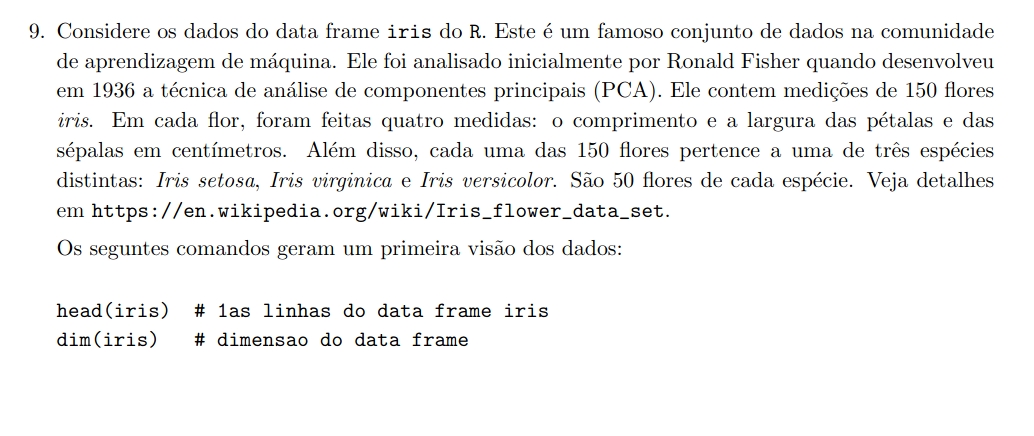 9. Considere os dados do data frame iris do R. Este é um famoso conjunto de dados na comunidade
de aprendizagem de máquina. Ele foi analisado inicialmente por Ronald Fisher quando desenvolveu
em 1936 a técnica de análise de componentes principais (PCA). Ele contem medições de 150 flores
iris. Em cada flor, foram feitas quatro medidas: o comprimento e a largura das pétalas e das
sépalas em centímetros. Além disso, cada uma das 150 flores pertence a uma de três espécies
distintas: Iris setosa, Iris virginica e Iris versicolor. São 50 flores de cada espécie. Veja detalhes
em https://en.wikipedia.org/wiki/Iris_flower_data_set.
Os seguntes comandos geram um primeira visão dos dados:
head(iris) # 1as linhas do data frame iris
dim(iris) # dimensao do data frame